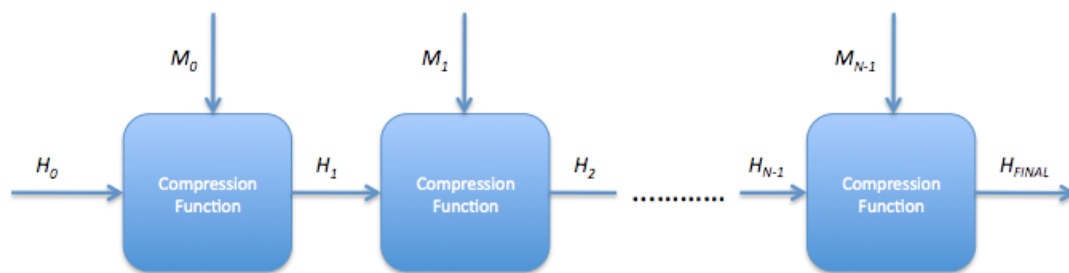 M0
M1
MN-1
H0
Compression
Function
H1
Compression
Function
H2
............
HN-1
Compression
Function
HFINAL